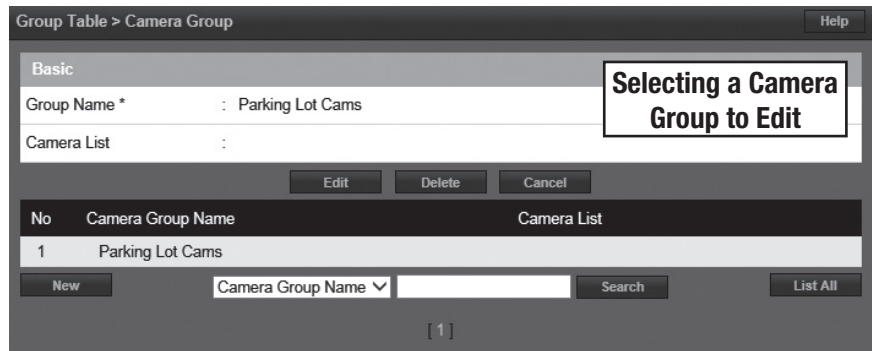 Group Table > Camera Group
Help
Basic
Selecting a Camera
Group to Edit
Group Name * : Parking Lot Cams
Camera List :
Edit Delete Cancel
No Camera Group Name Camera List
1 Parking Lot Cams
New Camera Group Name Search List All
[ 1 ]